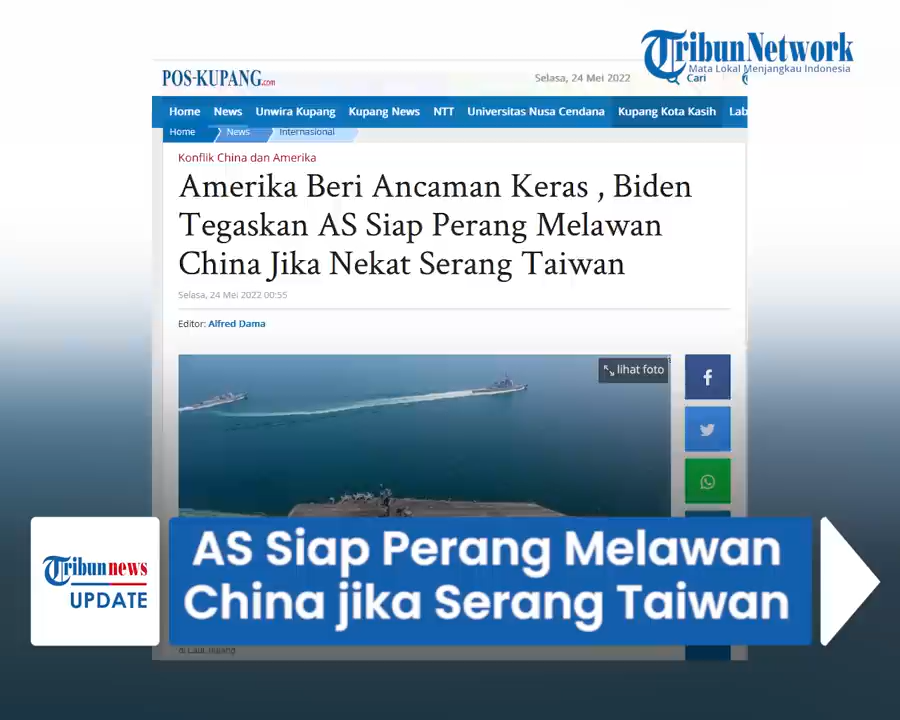 Tribun Network
Mata Lokal Menjangkau Indonesia
POS-KUPANG.com
Selasa, 24 Mei 2022
Cari
Home News Unwira Kupang Kupang News NTT Universitas Nusa Cendana Kupang Kota Kasih Lab
Home News Internasional
Konflik China dan Amerika
Amerika Beri Ancaman Keras , Biden
Tegaskan AS Siap Perang Melawan
China Jika Nekat Serang Taiwan
Selasa, 24 Mei 2022 00:55
Editor: Alfred Dama
lihat foto
AS Siap Perang Melawan
China jika Serang Taiwan
Tribunnews
UPDATE